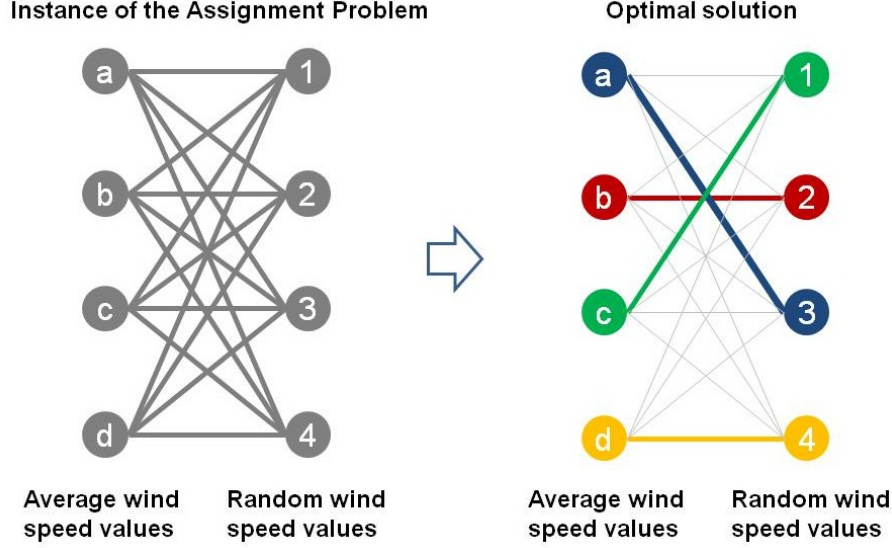 Instance of the Assignment Problem
a 1
b 2
c 3
d 4
Average wind speed values
Random wind speed values
Optimal solution
a 1
b 2
c 3
d 4
Average wind speed values
Random wind speed values